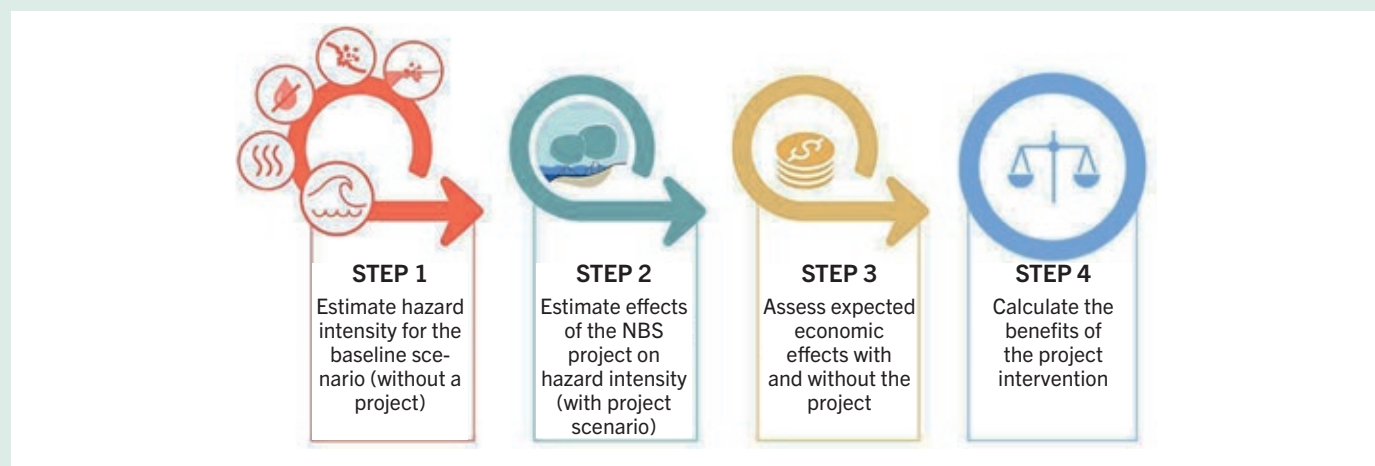 STEP 1
Estimate hazard
intensity for the
baseline sce-
nario (without a
project)
STEP 2
Estimate effects
of the NBS
project on
hazard intensity
(with project
scenario)
STEP 3
Assess expected
economic
effects with
and without the
project
STEP 4
Calculate the
benefits of
the project
intervention